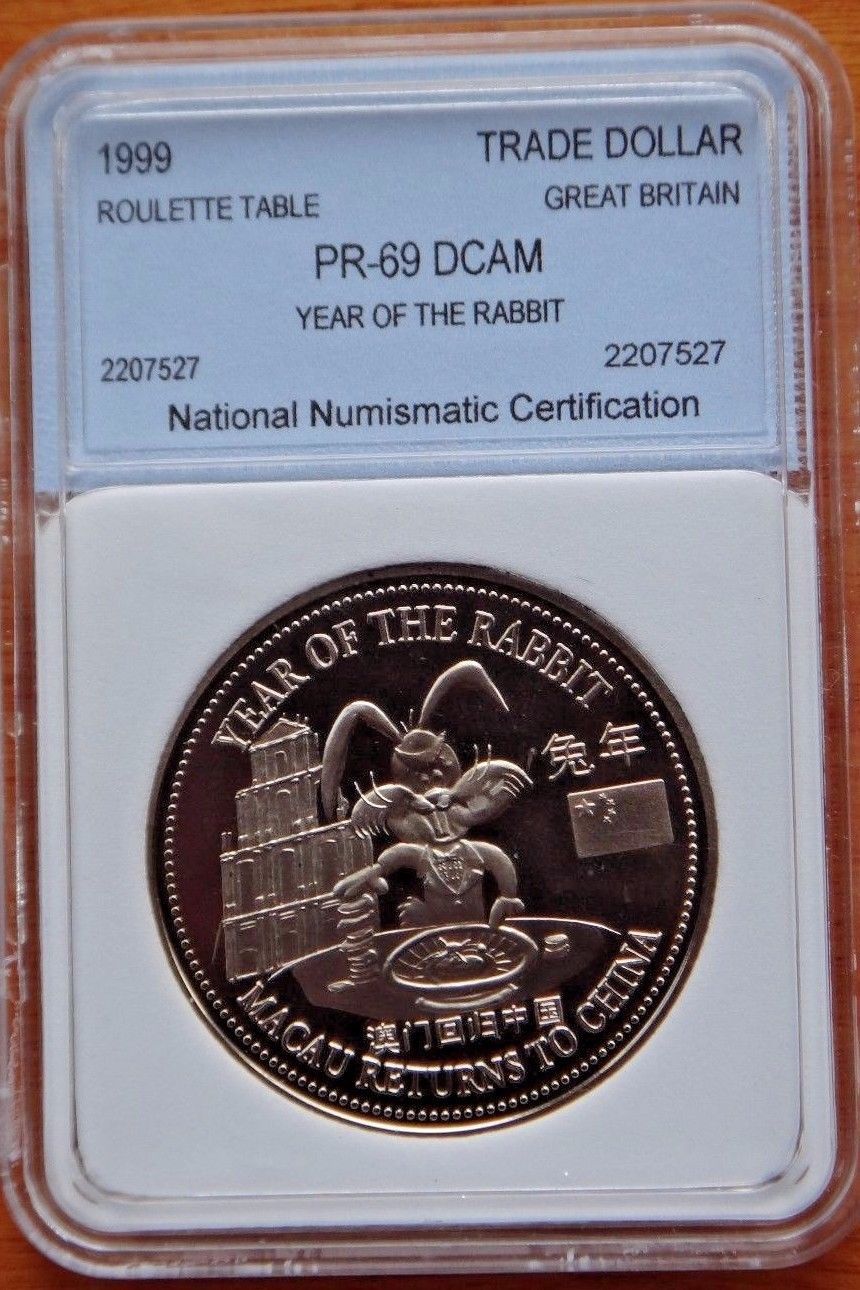 1999 TRADE DOLLAR
ROULETTE TABLE GREAT BRITAIN
PR-69 DCAM
YEAR OF THE RABBIT
2207527 2207527
National Numismatic Certification
YEAR OF THE RABBIT
兔年
澳门回归中国
MACAU RETURNS TO CHINA